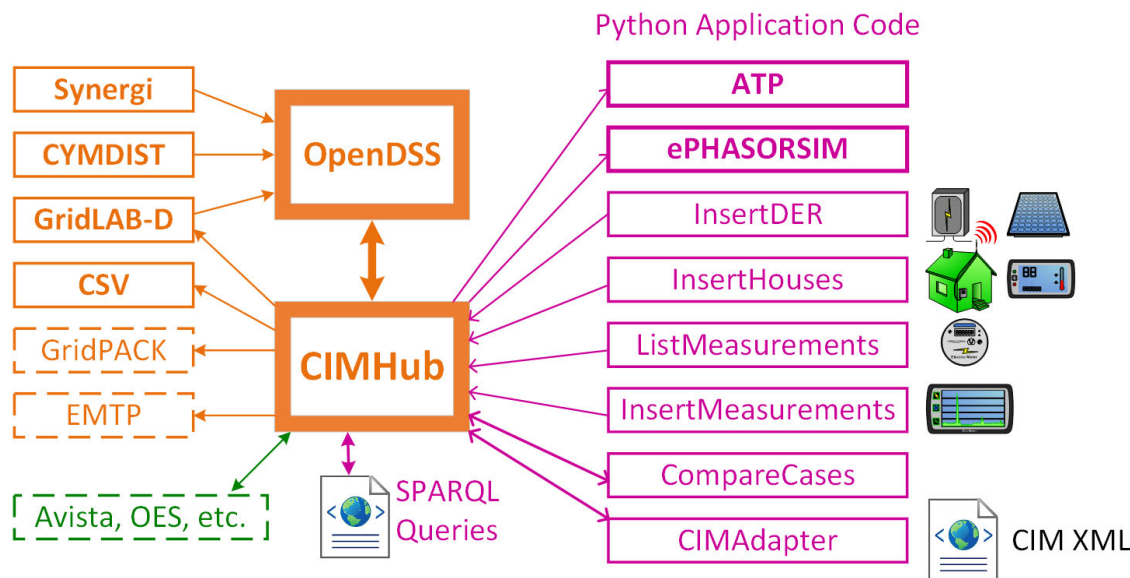 Python Application Code
Synergi
CYMDIST
GridLAB-D
CSV
GridPACK
EMTP
Avista, OES, etc.
OpenDSS
CIMHub
SPARQL
Queries
ATP
ePHASORSIM
InsertDER
InsertHouses
ListMeasurements
InsertMeasurements
CompareCases
CIMAdapter
CIM XML